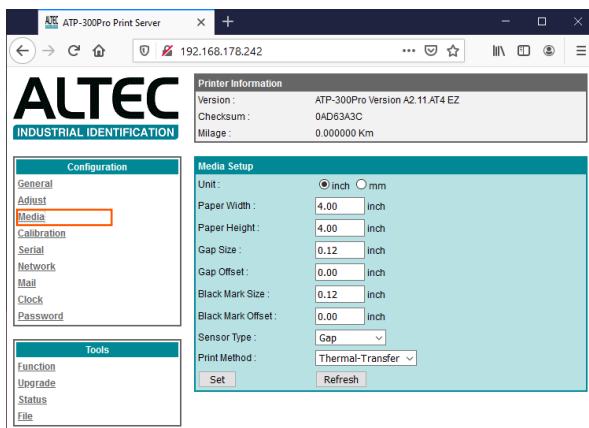 ATP-300Pro Print Server
192.168.178.242
ALTEC
INDUSTRIAL IDENTIFICATION
Printer Information
Version : ATP-300Pro Version A2.11.AT4 EZ
Checksum : 0AD63A3C
Milage : 0.000000 Km
Configuration
General
Adjust
Media
Calibration
Serial
Network
Mail
Clock
Password
Tools
Function
Upgrade
Status
File
Media Setup
Unit : inch mm
Paper Width : 4.00 inch
Paper Height : 4.00 inch
Gap Size : 0.12 inch
Gap Offset : 0.00 inch
Black Mark Size : 0.12 inch
Black Mark Offset : 0.00 inch
Sensor Type : Gap
Print Method : Thermal-Transfer
Set Refresh